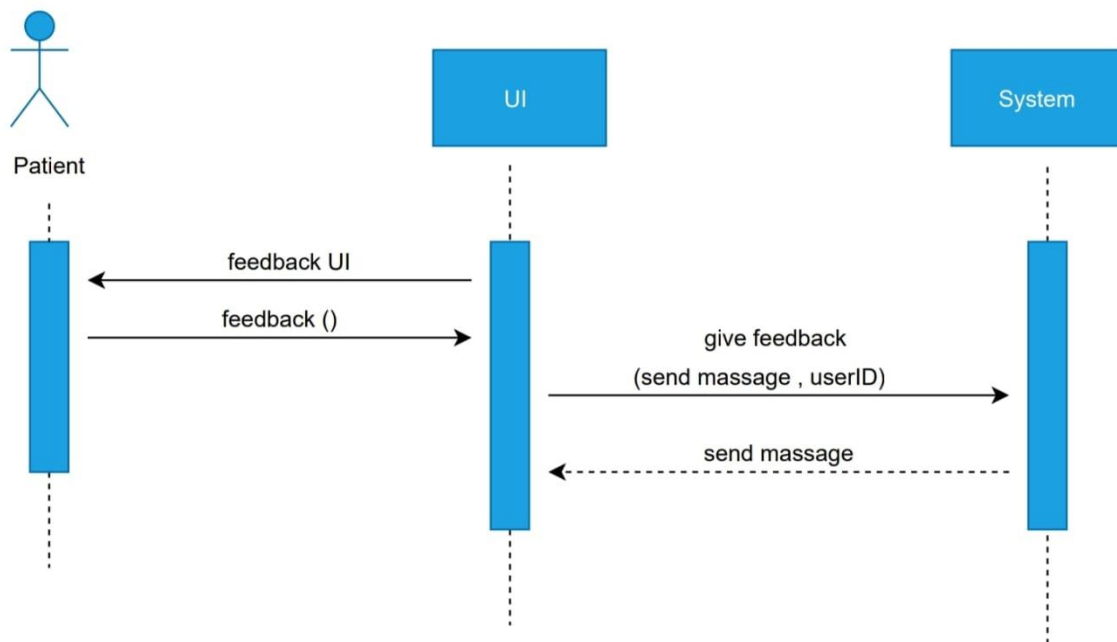 UI
System
Patient
feedback UI
feedback ()
give feedback
(send massage , userID)
send massage